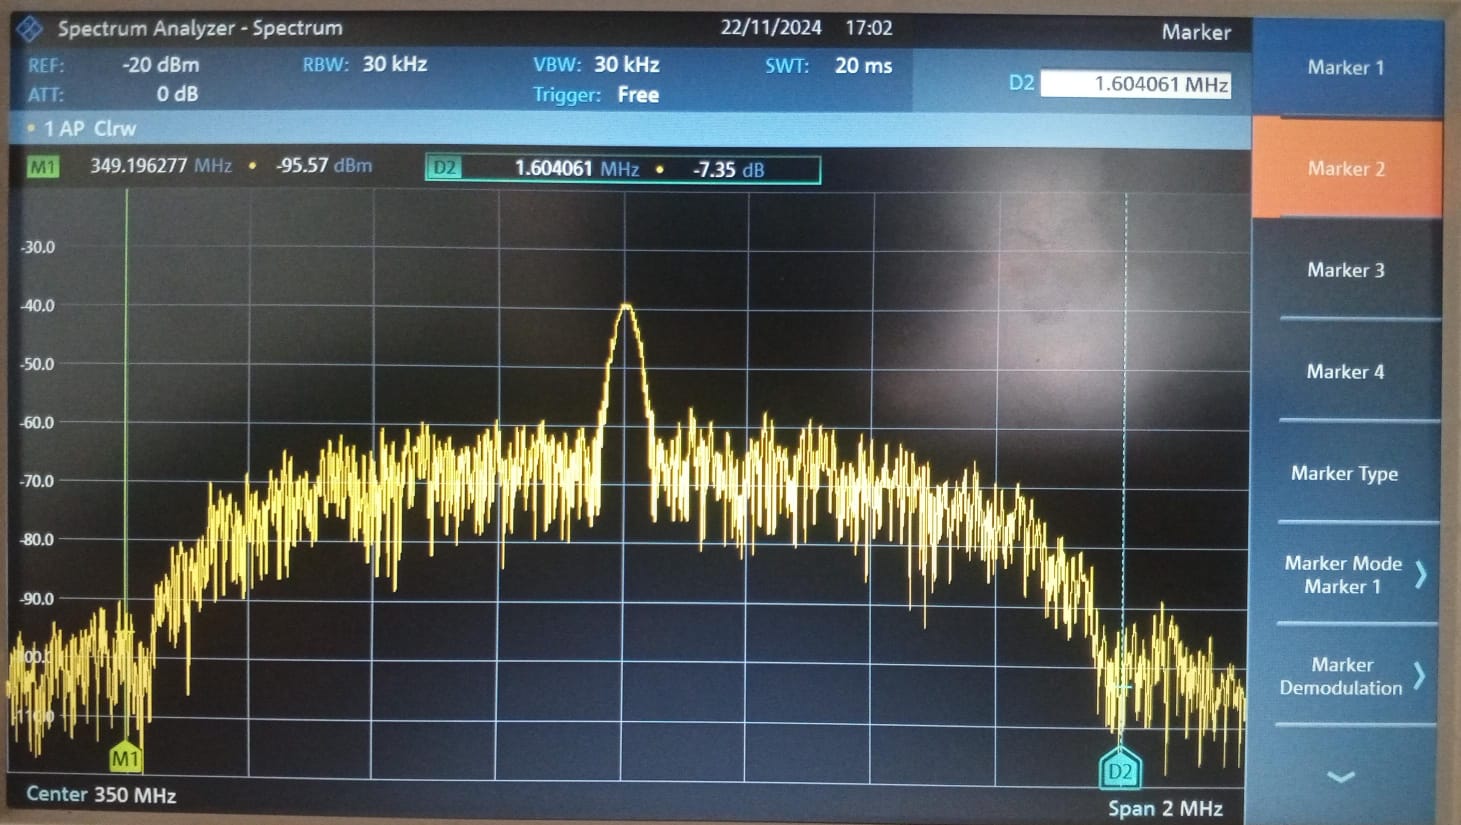 Spectrum Analyzer - Spectrum 22/11/2024 17:02 Marker
REF: -20 dBm RBW: 30 kHz VBW: 30 kHz SWT: 20 ms
ATT: 0 dB Trigger: Free
D2 1.604061 MHz
• 1 AP Clrw
M1 349.196277 MHz • -95.57 dBm D2 1.604061 MHz • -7.35 dB
-30.0
-40.0
-50.0
-60.0
-70.0
-80.0
-90.0
-100.0
-110.0
M1
D2
Center 350 MHz Span 2 MHz
Marker 1
Marker 2
Marker 3
Marker 4
Marker Type
Marker Mode
Marker 1
Marker
Demodulation